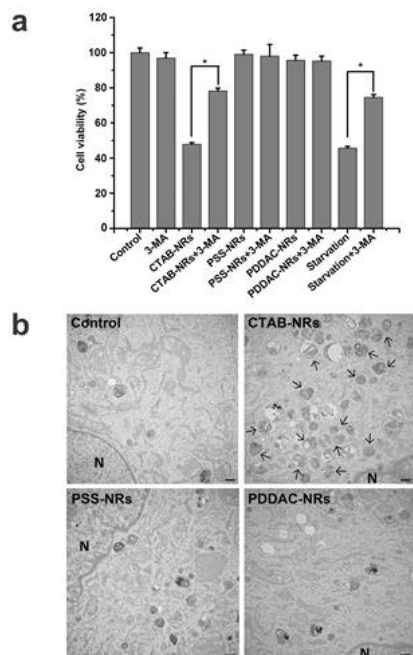 a
120
100
80
60
40
20
0
Cell viability (%)
*
*
Control
3-MA
CTAB-NRs
CTAB-NRs+3-MA
PSS-NRs
PSS-NRs+3-MA
PDDAC-NRs
PDDAC-NRs+3-MA
Starvation
Starvation+3-MA
b
Control
CTAB-NRs
N
N
PSS-NRs
PDDAC-NRs
N
N